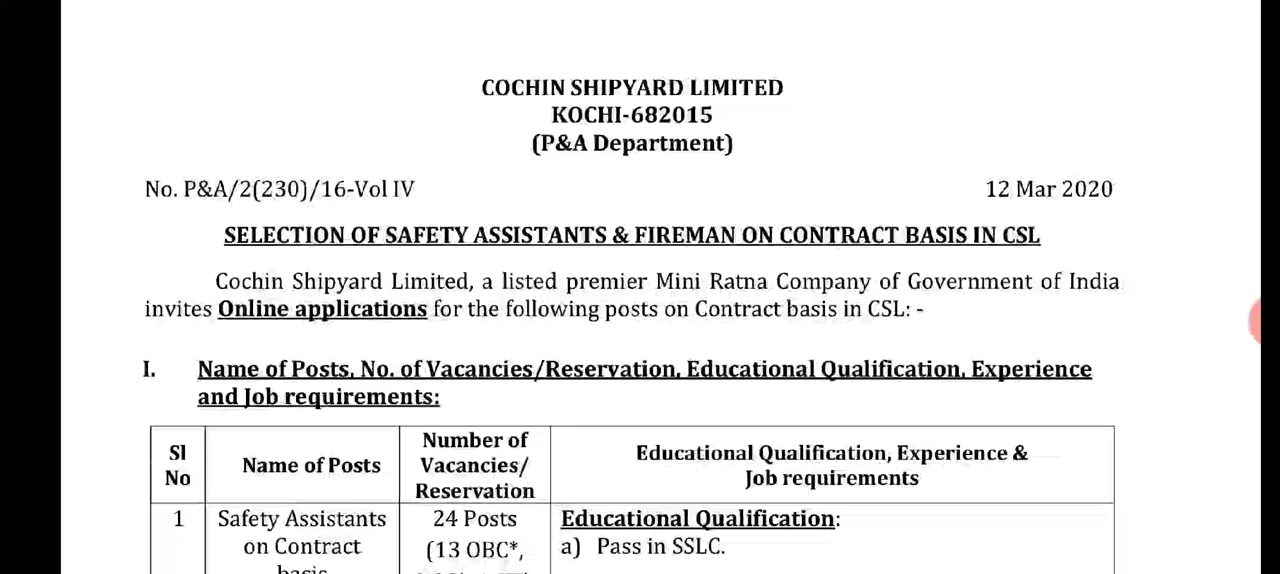 COCHIN SHIPYARD LIMITED
KOCHI-682015
(P&A Department)
No. P&A/2(230)/16-Vol IV 12 Mar 2020
SELECTION OF SAFETY ASSISTANTS & FIREMAN ON CONTRACT BASIS IN CSL
Cochin Shipyard Limited, a listed premier Mini Ratna Company of Government of India
invites Online applications for the following posts on Contract basis in CSL: -
I. Name of Posts, No. of Vacancies/Reservation, Educational Qualification, Experience
and Job requirements:
Sl
No
Name of Posts
Number of
Vacancies/
Reservation
Educational Qualification, Experience &
Job requirements
1
Safety Assistants
on Contract
basis
24 Posts
(13 OBC*,
Educational Qualification:
a) Pass in SSLC.